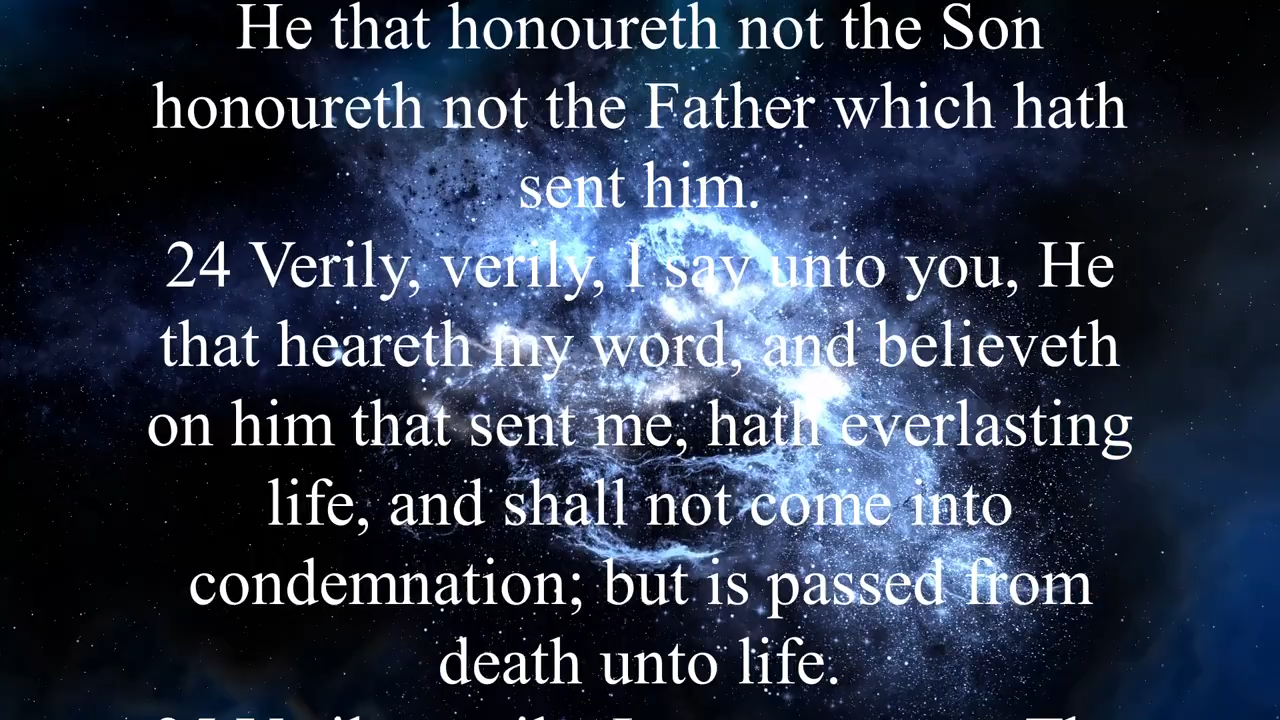 He that honoureth not the Son
honoureth not the Father which hath
sent him.
24 Verily, verily, I say unto you, He
that heareth my word, and believeth
on him that sent me, hath everlasting
life, and shall not come into
condemnation; but is passed from
death unto life.